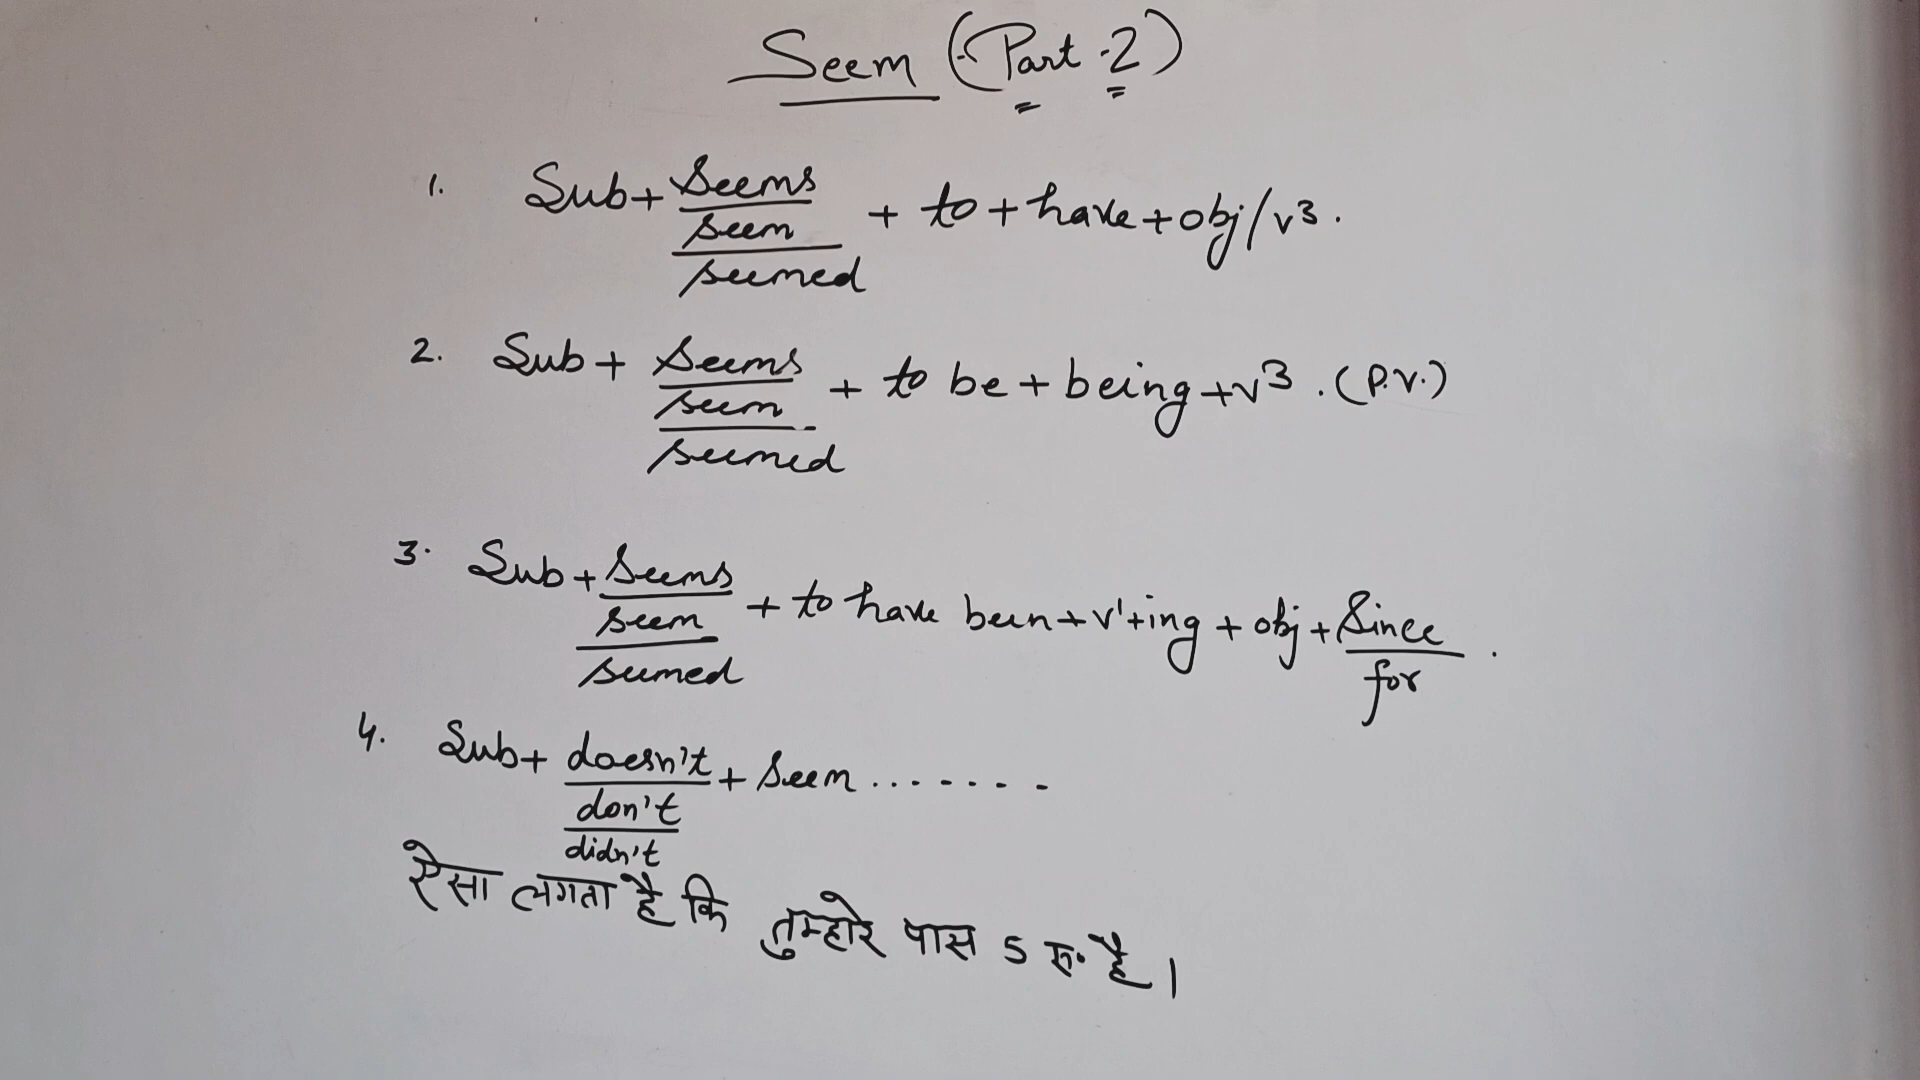 Seem (Part-2)
1. Sub + seems / seem / seemed + to + have + obj/v3.
2. Sub + seems / seem / seemed + to be + being + v3. (P.V.)
3. Sub + seems / seem / seemed + to have been + v1 + ing + obj + since / for.
4. Sub + doesn't / don't / didn't + seem .......
ऐसा लगता है कि तुम्हारे पास 5 रु. है।